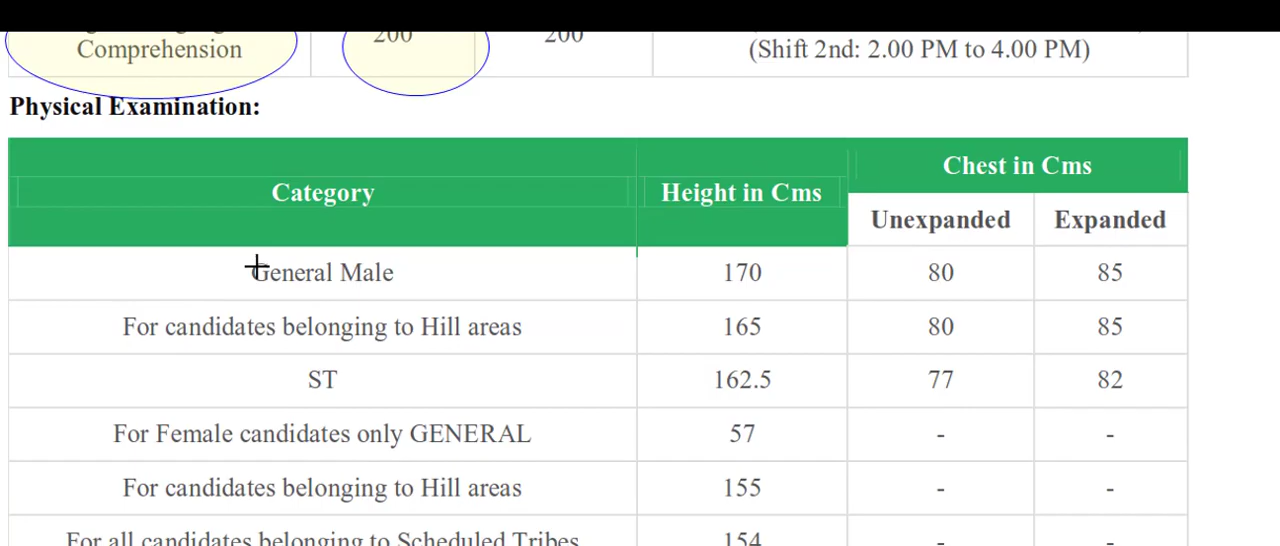 Comprehension
200
200
(Shift 2nd: 2.00 PM to 4.00 PM)
Physical Examination:
Category Height in Cms Chest in Cms
Unexpanded Expanded
General Male 170 80 85
For candidates belonging to Hill areas 165 80 85
ST 162.5 77 82
For Female candidates only GENERAL 57 - -
For candidates belonging to Hill areas 155 - -
For all candidates belonging to Scheduled Tribes 154 - -